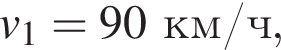 v₁ = 90 км/ч,